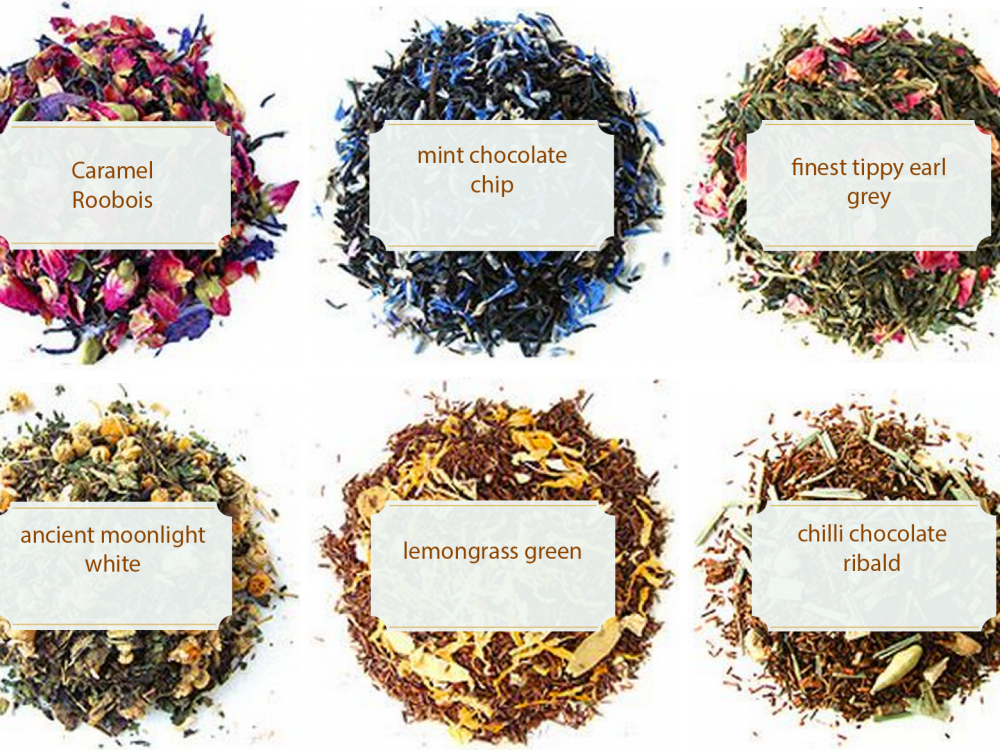 Caramel
Roobois
mint chocolate
chip
finest tippy earl
grey
ancient moonlight
white
lemongrass green
chilli chocolate
ribald